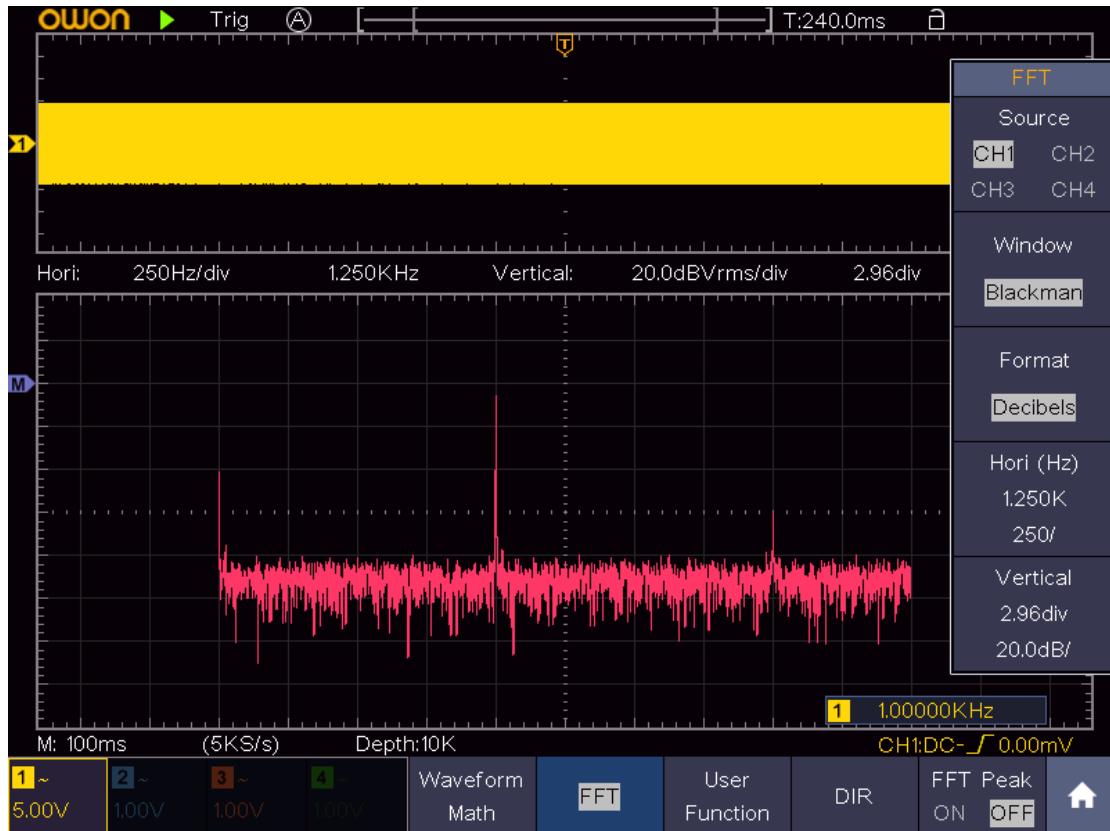 OWON Trig A T:240.0ms
T
1
Hori: 250Hz/div 1.250KHz Vertical: 20.0dBVrms/div 2.96div
M
FFT
Source
CH1 CH2
CH3 CH4
Window
Blackman
Format
Decibels
Hori (Hz)
1.250K
250/
Vertical
2.96div
20.0dB/
1 1.00000KHz
M: 100ms (5KS/s) Depth:10K CH1:DC- 0.00mV
1 ~ 2 ~ 3 ~ 4 ~
5.00V 1.00V 1.00V 1.00V
Waveform
Math
FFT
User
Function
DIR
FFT Peak
ON OFF